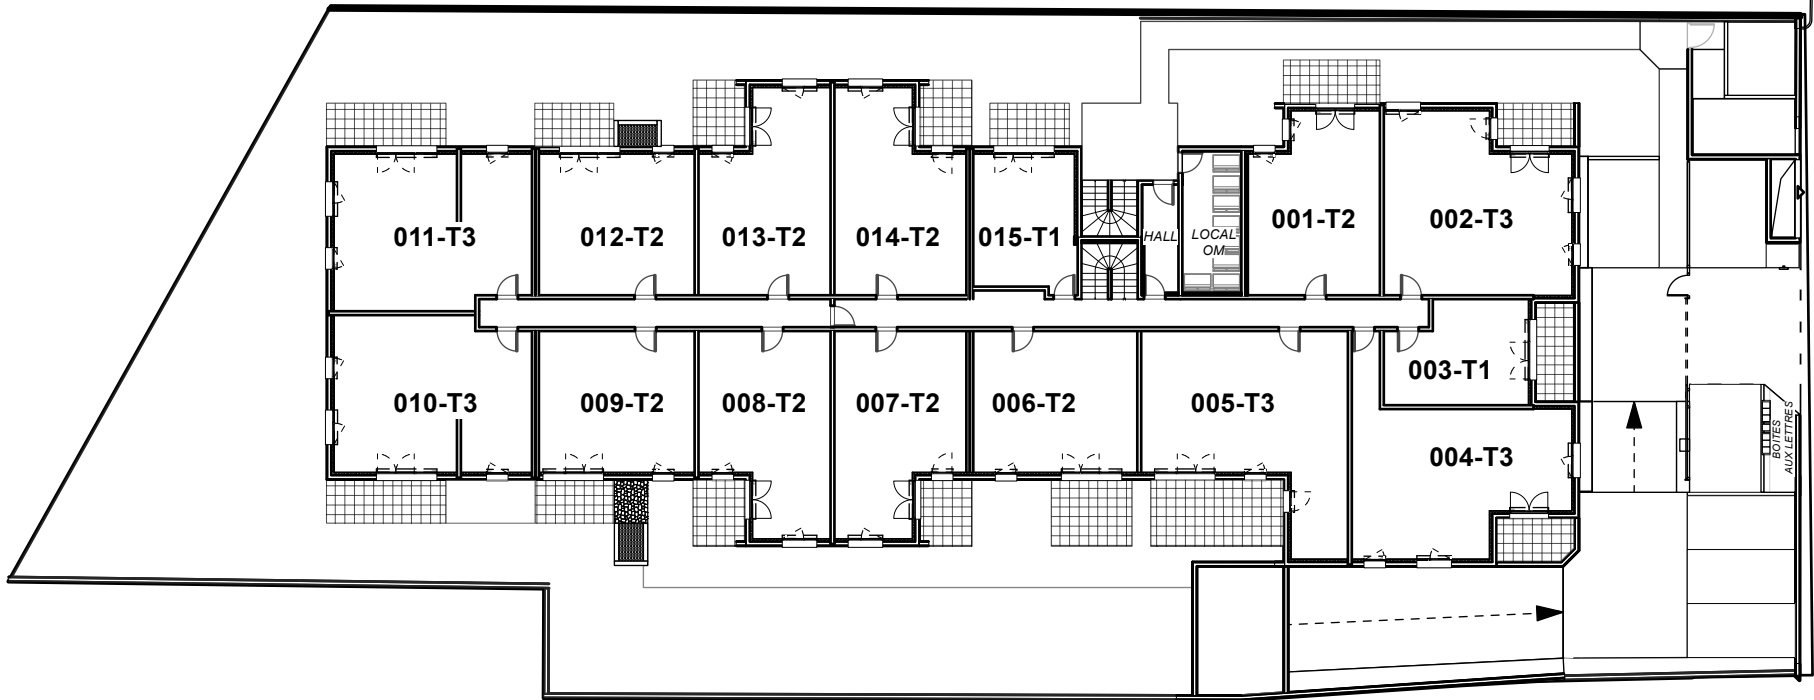 011-T3
012-T2
013-T2
014-T2
015-T1
HALL
LOCAL
OM
001-T2
002-T3
010-T3
009-T2
008-T2
007-T2
006-T2
005-T3
003-T1
004-T3
BOITES
AUX LETTRES